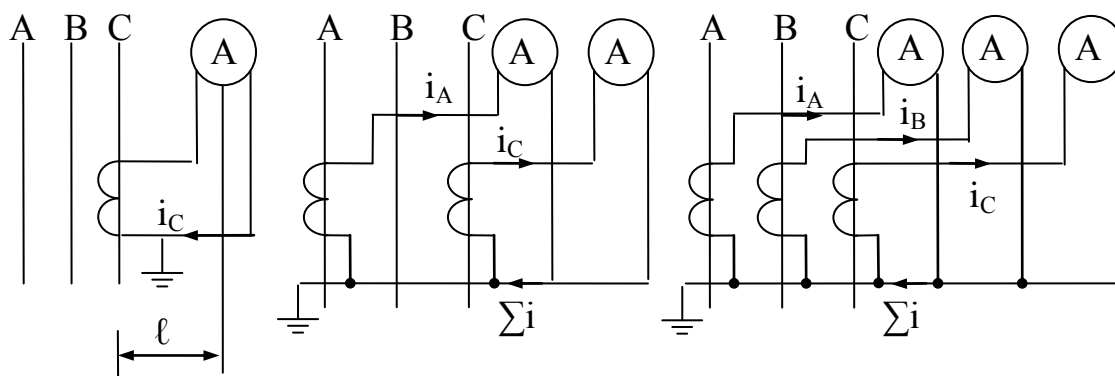 A B C A
i_C
ℓ
A B C A A
i_A
i_C
∑i
A B C A A A
i_A
i_B
i_C
∑i